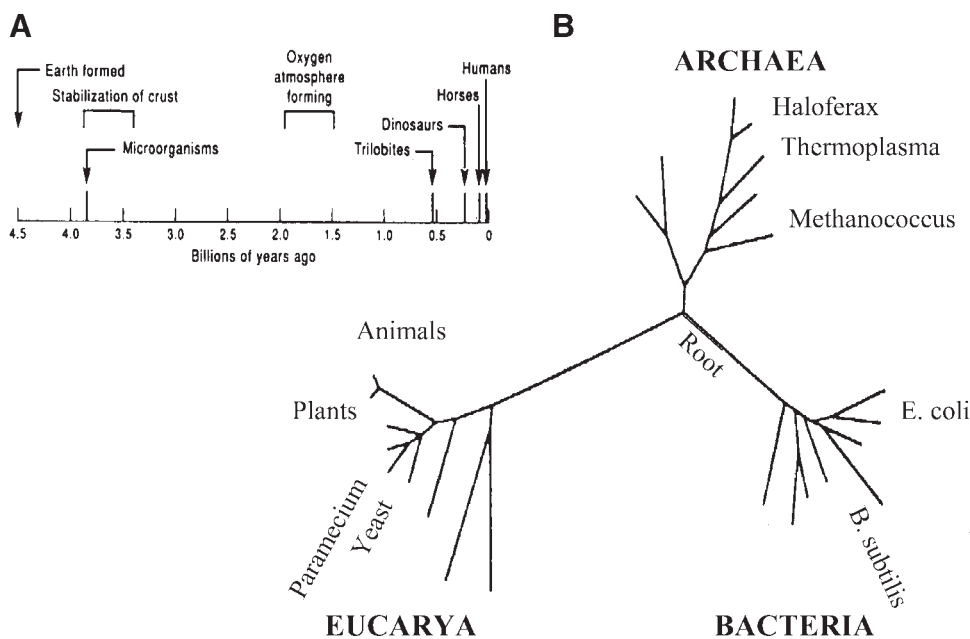 A
Earth formed
Stabilization of crust
Microorganisms
Oxygen
atmosphere
forming
Humans
Horses
Dinosaurs
Trilobites
4.5 4.0 3.5 3.0 2.5 2.0 1.5 1.0 0.5 0
Billions of years ago
B
ARCHAEA
Haloferax
Thermoplasma
Methanococcus
Root
Animals
Plants
Paramecium
Yeast
EUCARYA
E. coli
B. subtilis
BACTERIA